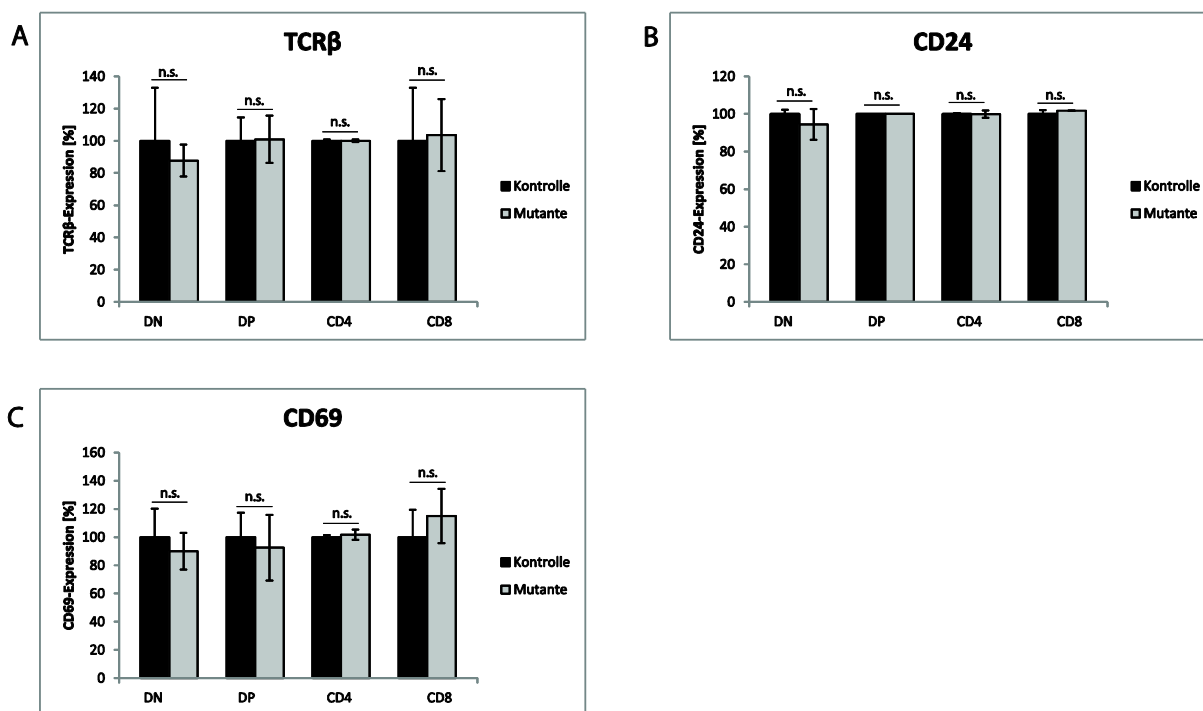 A
TCRβ
TCRβ-Expression [%]
140
120
100
80
60
40
20
0
n.s.
n.s.
n.s.
n.s.
DN DP CD4 CD8
Kontrolle
Mutante
B
CD24
CD24-Expression [%]
120
100
80
60
40
20
0
n.s. n.s. n.s. n.s.
DN DP CD4 CD8
Kontrolle
Mutante
C
CD69
CD69-Expression [%]
160
140
120
100
80
60
40
20
0
n.s.
n.s.
n.s.
n.s.
DN DP CD4 CD8
Kontrolle
Mutante